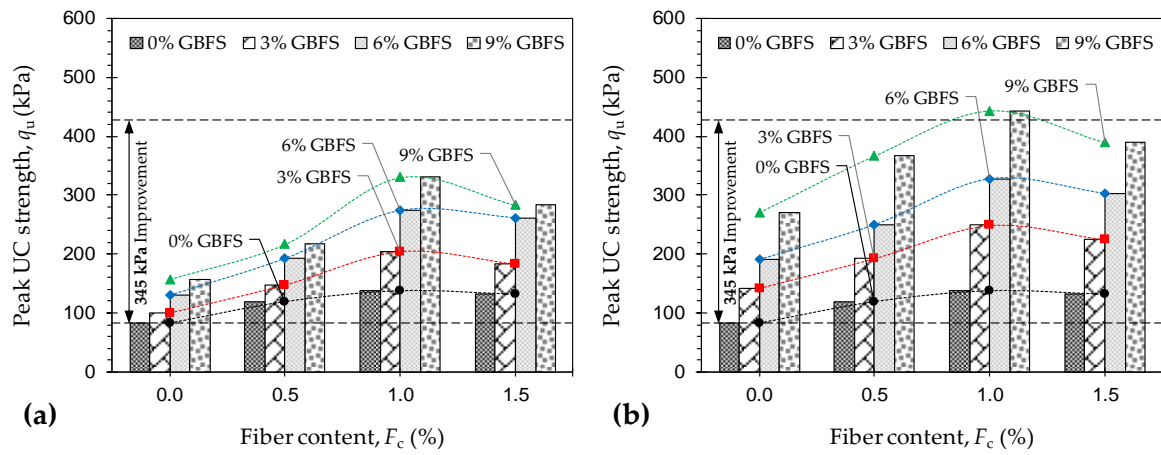 Peak UC strength, qu (kPa)
600
500
400
300
200
100
0
0% GBFS 3% GBFS 6% GBFS 9% GBFS
345 kPa Improvement
6% GBFS
3% GBFS
9% GBFS
0% GBFS
0.0 0.5 1.0 1.5
Fiber content, Fc (%)
(a)
Peak UC strength, qu (kPa)
600
500
400
300
200
100
0
0% GBFS 3% GBFS 6% GBFS 9% GBFS
345 kPa Improvement
6% GBFS
9% GBFS
3% GBFS
0% GBFS
0.0 0.5 1.0 1.5
Fiber content, Fc (%)
(b)